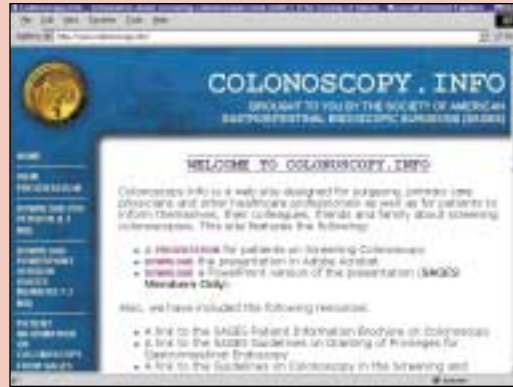 COLONOSCOPY.INFO
BROUGHT TO YOU BY THE SOCIETY OF AMERICAN
GASTROINTESTINAL ENDOSCOPIC SURGEONS (SAGES)
HOME
VIEW
PRESENTATION
DOWNLOAD
POWERPOINT
VERSION
PATIENT
INFORMATION
ON
COLONOSCOPY
FROM SAGES
WELCOME TO COLONOSCOPY.INFO
Colonoscopy.info is a web site designed for surgeons, primary care
physicians and other healthcare professionals as well as for patients to
inform themselves, their colleagues, friends and family about screening
colonoscopies. This site features the following:
A PRESENTATION for patients on Screening Colonoscopy
DOWNLOAD the presentation in Adobe Acrobat
DOWNLOAD a PowerPoint version of the presentation (SAGES
Members Only)
Also, we have included the following resources:
A link to the SAGES Patient Information Brochure on Colonoscopy
A link to the SAGES Guidelines on Granting of Privileges for
Gastrointestinal Endoscopy
A link to the Guidelines on Colonoscopy in the Screening and